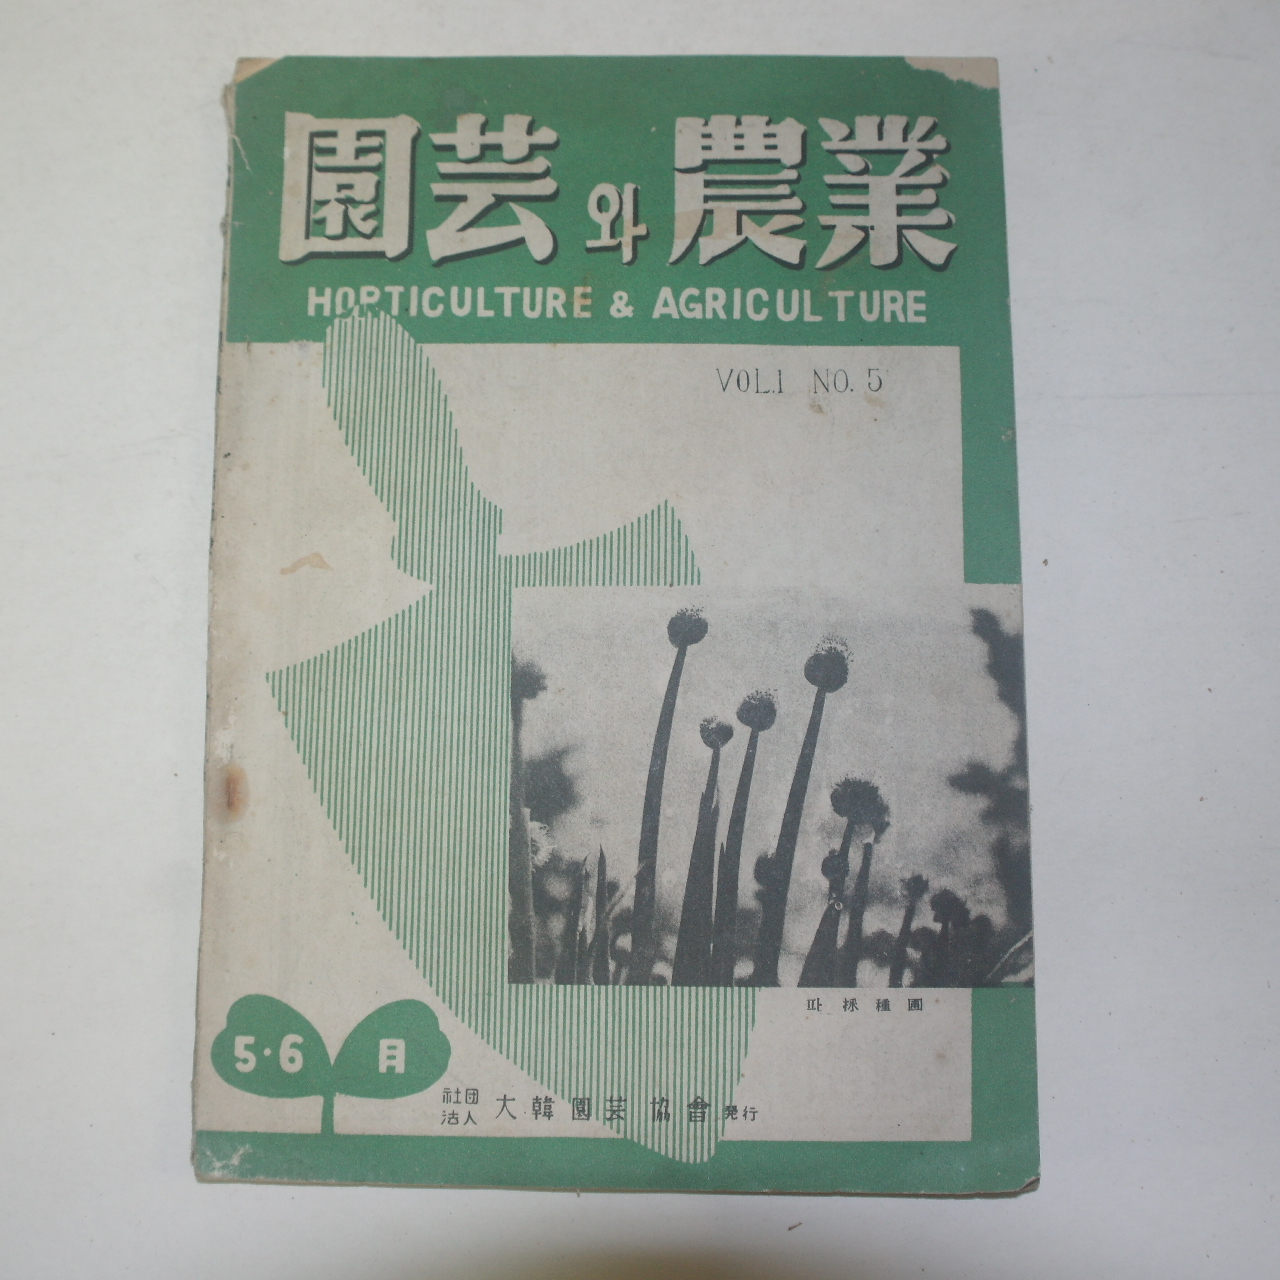 園芸와農業
HORTICULTURE & AGRICULTURE
VOL.1 NO.5
파 採種圃
5·6 月
社団法人 大韓園芸協會 発行